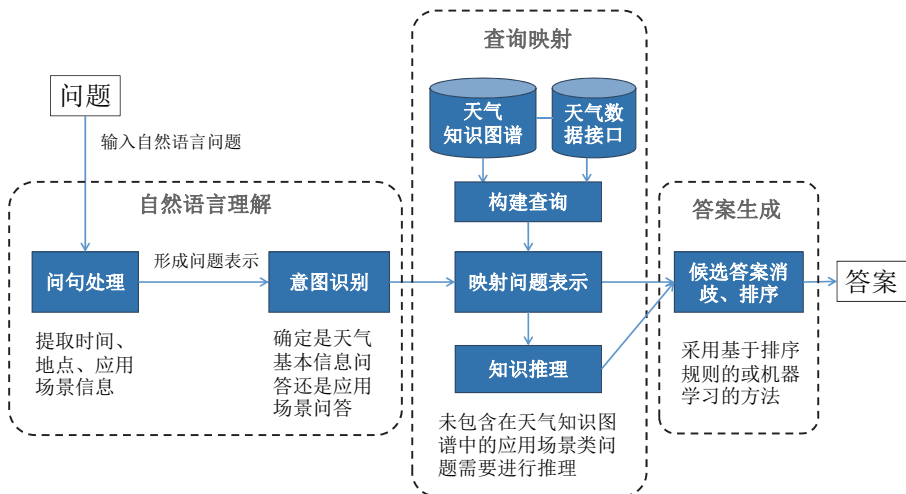 问题
输入自然语言问题
自然语言理解
问句处理
形成问题表示
意图识别
提取时间、
地点、应用
场景信息
确定是天气
基本信息问
答还是应用
场景问答
查询映射
天气
知识图谱
天气数
据接口
构建查询
映射问题表示
知识推理
未包含在天气知识图
谱中的应用场景类问
题需要进行推理
答案生成
候选答案消
歧、排序
采用基于排序
规则的或机器
学习的方法
答案